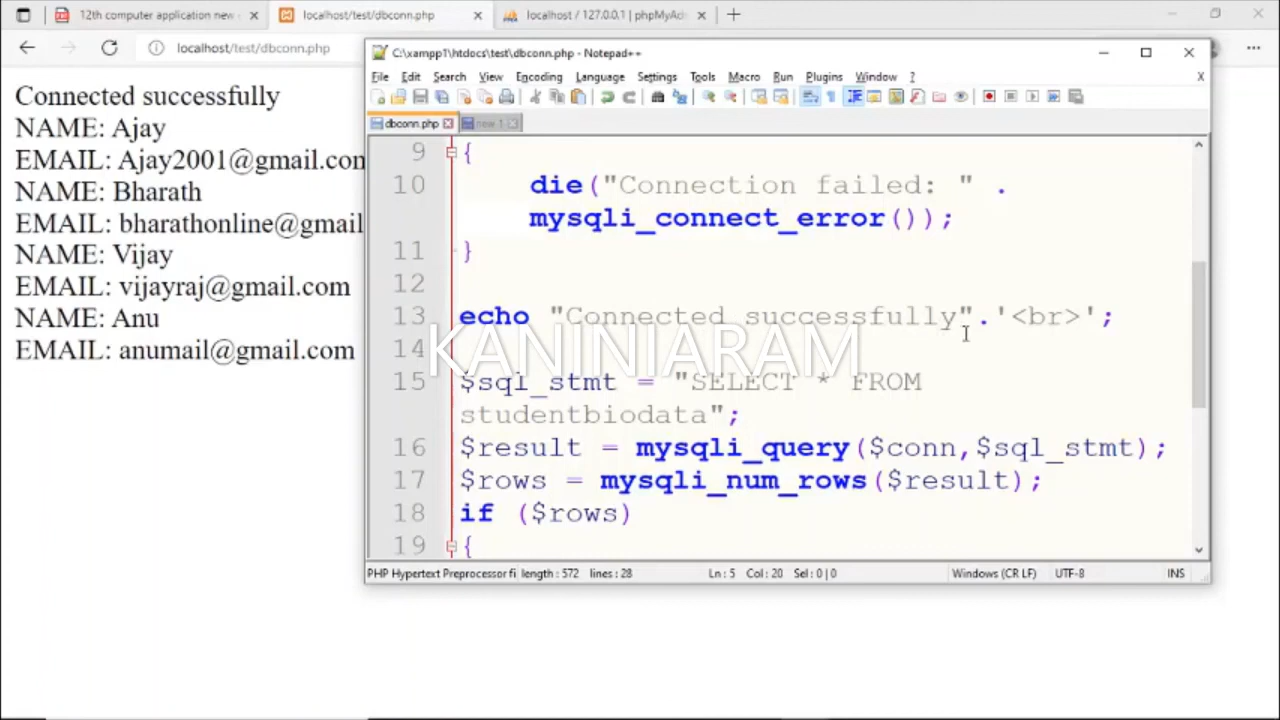 12th computer application new
localhost/test/dbconn.php
localhost / 127.0.0.1 | phpMyAd
localhost/test/dbconn.php
Connected successfully
NAME: Ajay
EMAIL: Ajay2001@gmail.con
NAME: Bharath
EMAIL: bharathonline@gmail
NAME: Vijay
EMAIL: vijayraj@gmail.com
NAME: Anu
EMAIL: anumail@gmail.com
C:\xampp1\htdocs\test\dbconn.php - Notepad++
File Edit Search View Encoding Language Settings Tools Macro Run Plugins Window ? X
dbconn.php new 1
9 {
10 die("Connection failed: " .
mysqli_connect_error());
11 }
12
13 echo "Connected successfully".'<br>';
14
KANINIARAM
15 $sql_stmt = "SELECT * FROM
studentbiodata";
16 $result = mysqli_query($conn,$sql_stmt);
17 $rows = mysqli_num_rows($result);
18 if ($rows)
19 {
PHP Hypertext Preprocessor fi length : 572 lines : 28 Ln : 5 Col : 20 Sel : 0 | 0 Windows (CR LF) UTF-8 INS